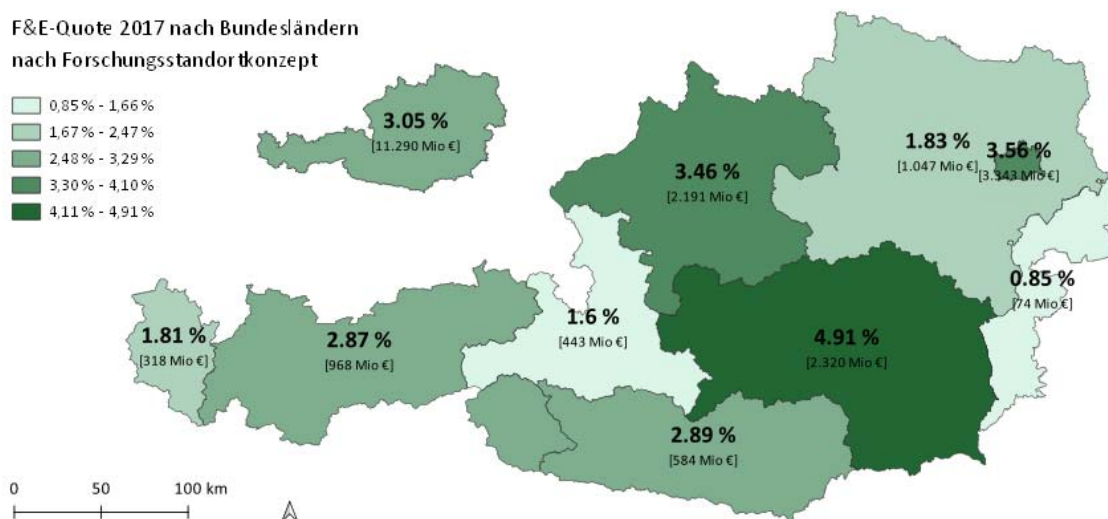 F&E-Quote 2017 nach Bundesländern
nach Forschungsstandortkonzept
0,85 % - 1,66 %
1,67 % - 2,47 %
2,48 % - 3,29 %
3,30 % - 4,10 %
4,11 % - 4,91 %
3.05 %
[11.290 Mio €]
3.46 %
[2.191 Mio €]
1.83 %
[1.047 Mio €]
3.56 %
[3.343 Mio €]
0.85 %
[74 Mio €]
1.81 %
[318 Mio €]
2.87 %
[968 Mio €]
1.6 %
[443 Mio €]
4.91 %
[2.320 Mio €]
2.89 %
[584 Mio €]
0 50 100 km